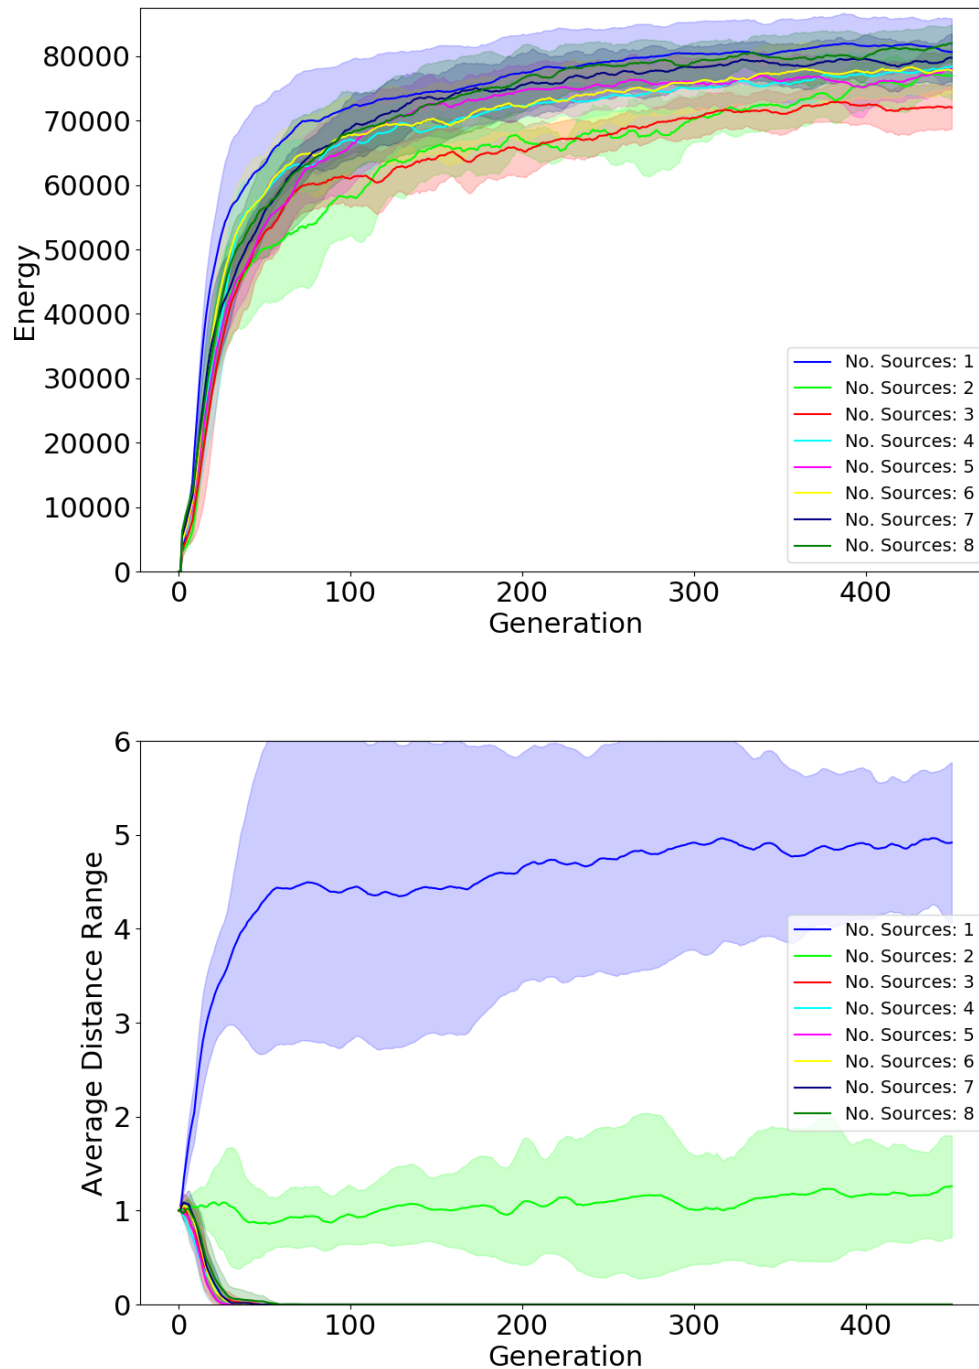 80000
70000
60000
50000
40000
30000
20000
10000
0
Energy
No. Sources: 1
No. Sources: 2
No. Sources: 3
No. Sources: 4
No. Sources: 5
No. Sources: 6
No. Sources: 7
No. Sources: 8
0 100 200 300 400
Generation
6
5
4
3
2
1
0
Average Distance Range
No. Sources: 1
No. Sources: 2
No. Sources: 3
No. Sources: 4
No. Sources: 5
No. Sources: 6
No. Sources: 7
No. Sources: 8
0 100 200 300 400
Generation